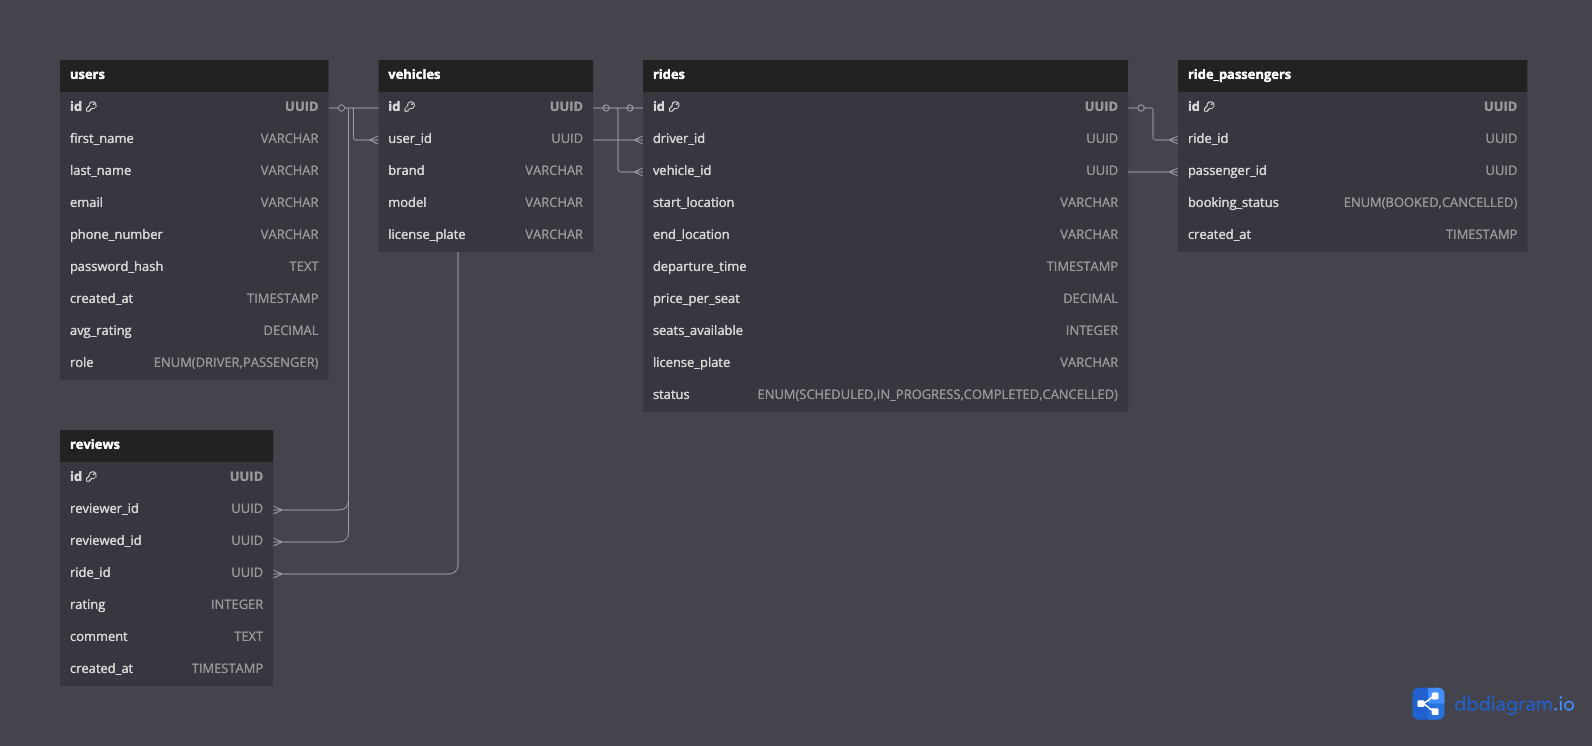 users
id UUID
first_name VARCHAR
last_name VARCHAR
email VARCHAR
phone_number VARCHAR
password_hash TEXT
created_at TIMESTAMP
avg_rating DECIMAL
role ENUM(DRIVER,PASSENGER)
vehicles
id UUID
user_id UUID
brand VARCHAR
model VARCHAR
license_plate VARCHAR
rides
id UUID
driver_id UUID
vehicle_id UUID
start_location VARCHAR
end_location VARCHAR
departure_time TIMESTAMP
price_per_seat DECIMAL
seats_available INTEGER
license_plate VARCHAR
status ENUM(SCHEDULED,IN_PROGRESS,COMPLETED,CANCELLED)
ride_passengers
id UUID
ride_id UUID
passenger_id UUID
booking_status ENUM(BOOKED,CANCELLED)
created_at TIMESTAMP
reviews
id UUID
reviewer_id UUID
reviewed_id UUID
ride_id UUID
rating INTEGER
comment TEXT
created_at TIMESTAMP
dbdiagram.io